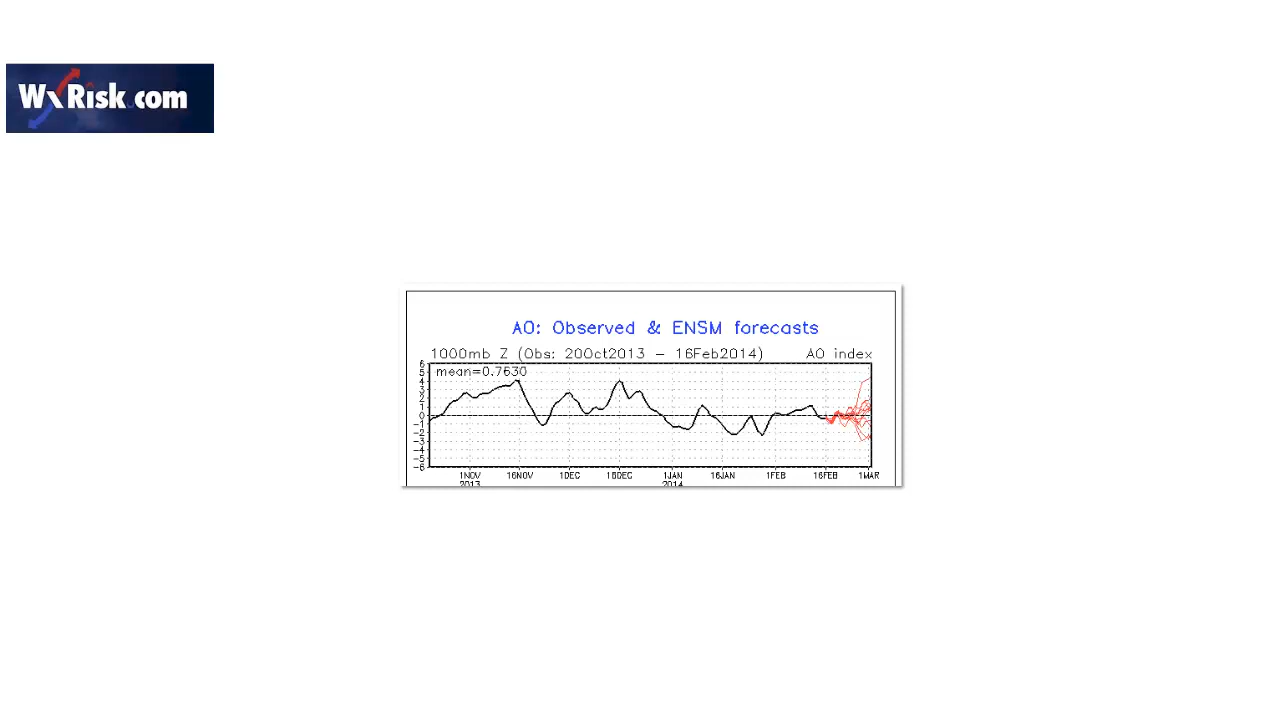 WxRisk.com
AO: Observed & ENSM forecasts
1000mb Z (Obs: 20Oct2013 – 16Feb2014) AO index
mean=0.7630
6
5
4
3
2
1
0
-1
-2
-3
-4
-5
-6
1NOV 16NOV 1DEC 16DEC 1JAN 16JAN 1FEB 16FEB 1MAR
2013 2014